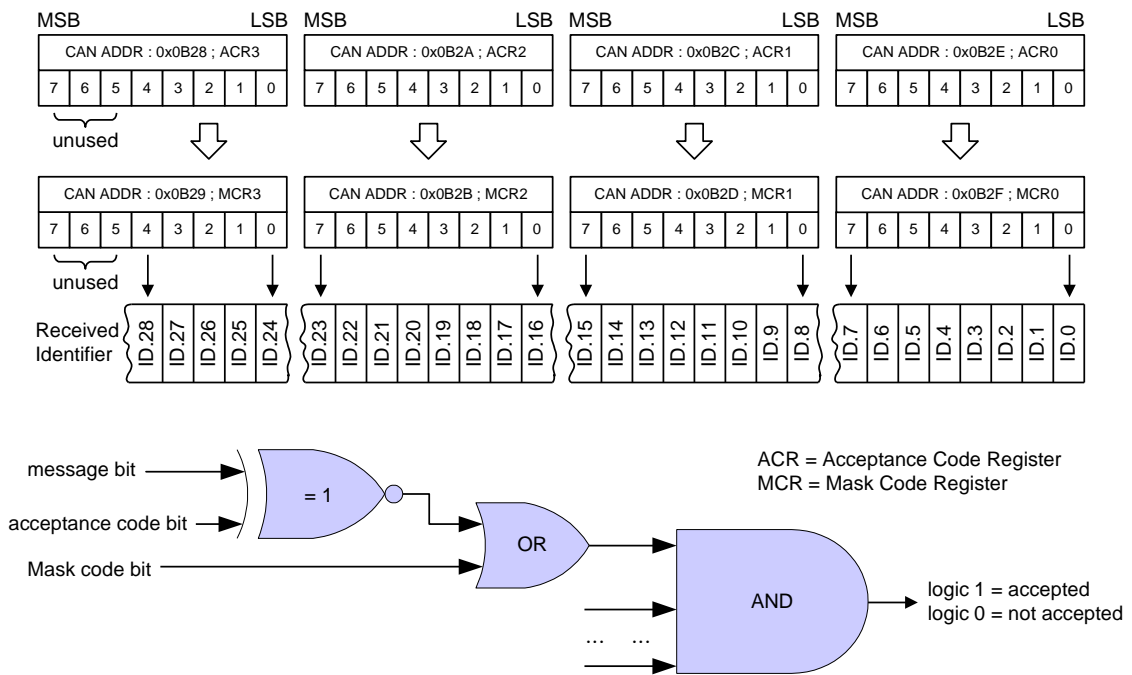 MSB LSB MSB LSB MSB LSB MSB LSB
CAN ADDR : 0x0B28 ; ACR3 CAN ADDR : 0x0B2A ; ACR2 CAN ADDR : 0x0B2C ; ACR1 CAN ADDR : 0x0B2E ; ACR0
7 6 5 4 3 2 1 0 7 6 5 4 3 2 1 0 7 6 5 4 3 2 1 0 7 6 5 4 3 2 1 0
unused
CAN ADDR : 0x0B29 ; MCR3 CAN ADDR : 0x0B2B ; MCR2 CAN ADDR : 0x0B2D ; MCR1 CAN ADDR : 0x0B2F ; MCR0
7 6 5 4 3 2 1 0 7 6 5 4 3 2 1 0 7 6 5 4 3 2 1 0 7 6 5 4 3 2 1 0
unused
Received
Identifier
ID.28 ID.27 ID.26 ID.25 ID.24 ID.23 ID.22 ID.21 ID.20 ID.19 ID.18 ID.17 ID.16 ID.15 ID.14 ID.13 ID.12 ID.11 ID.10 ID.9 ID.8 ID.7 ID.6 ID.5 ID.4 ID.3 ID.2 ID.1 ID.0
message bit
acceptance code bit
Mask code bit
= 1
OR
AND
... ...
ACR = Acceptance Code Register
MCR = Mask Code Register
logic 1 = accepted
logic 0 = not accepted